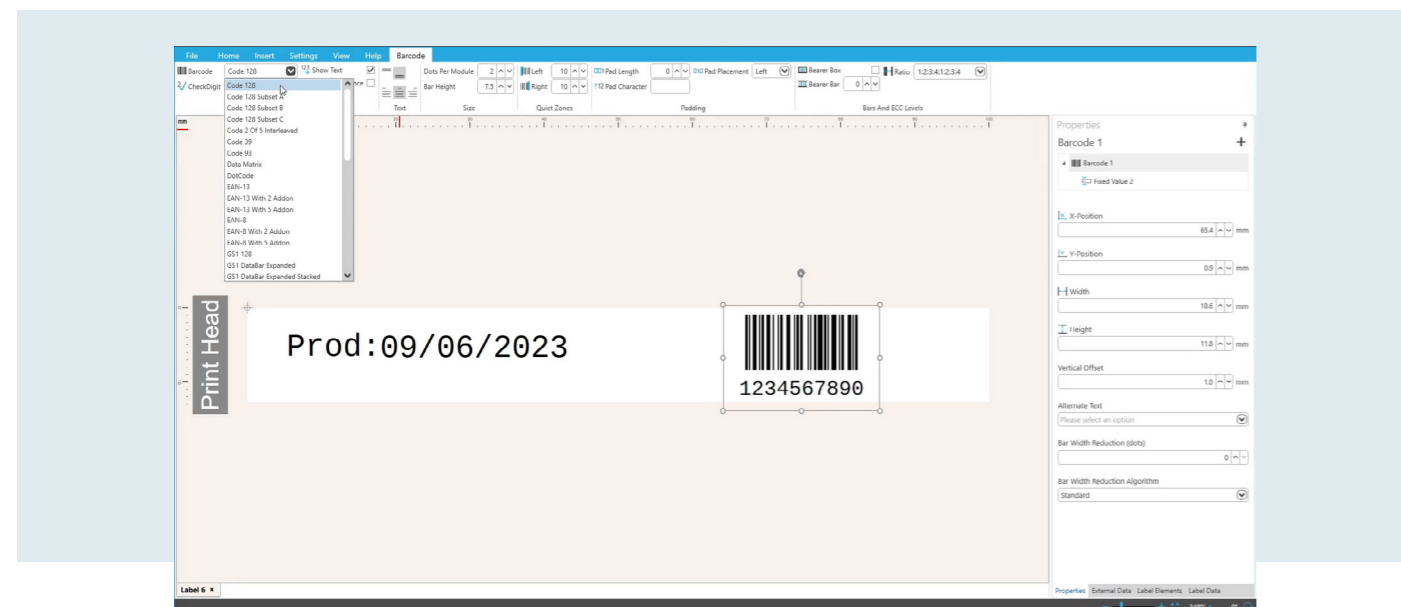 File Home Insert Settings View Help Barcode
Barcode Code 128 Show Text Dots Per Module 2 Left 10 Pad Length 0 Pad Placement Left Bearer Box Ratio 1:2:3:4:1:2:3:4
CheckDigit Bar Height 7.5 Right 10 Pad Character Bearer Bar 0
Text Size Quiet Zones Padding Bars And ECC Levels
Code 128
Code 128 Subset A
Code 128 Subset B
Code 128 Subset C
Code 2 Of 5 Interleaved
Code 39
Code 93
Data Matrix
DotCode
EAN-13
EAN-13 With 2 Addon
EAN-13 With 5 Addon
EAN-8
EAN-8 With 2 Addon
EAN-8 With 5 Addon
GS1 128
GS1 DataBar Expanded
GS1 DataBar Expanded Stacked
mm
Print Head
Prod:09/06/2023
1234567890
Properties
Barcode 1
Barcode 1
Fixed Value 2
X-Position
65.4 mm
Y-Position
0.9 mm
Width
18.6 mm
Height
11.8 mm
Vertical Offset
1.0 mm
Alternate Text
Please select an option
Bar Width Reduction (dots)
0
Bar Width Reduction Algorithm
Standard
Label 6 x
Properties External Data Label Elements Label Data